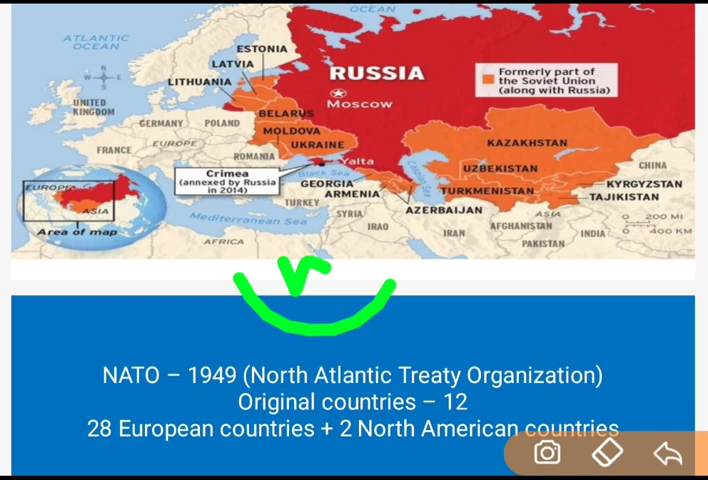 OCEAN
ATLANTIC
OCEAN
ESTONIA
LATVIA
LITHUANIA
RUSSIA
Moscow
Formerly part of
the Soviet Union
(along with Russia)
N
W E
S
UNITED
KINGDOM
GERMANY
POLAND
BELARUS
MOLDOVA
UKRAINE
EUROPE
FRANCE
ROMANIA
KAZAKHSTAN
Yalta
Crimea
(annexed by Russia
in 2014)
Black Sea
Caspian Sea
UZBEKISTAN
CHINA
GEORGIA
ARMENIA
TURKMENISTAN
KYRGYZSTAN
TAJIKISTAN
EUROPE
ASIA
Area of map
TURKEY
AZERBAIJAN
Mediterranean Sea
SYRIA
IRAQ
IRAN
AFGHANISTAN
ASIA
PAKISTAN
INDIA
0 200 MI
0 400 KM
AFRICA
NATO – 1949 (North Atlantic Treaty Organization)
Original countries – 12
28 European countries + 2 North American countries